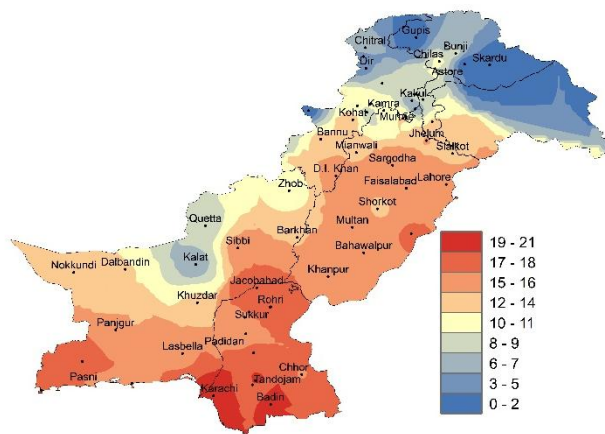 Gupis
Chitral
Bunji
Chilas
Skardu
Dir
Astore
Kakul
Kamra
Kohat
Murree
Bannu
Jhelum
Mianwali
Sialkot
Sargodha
D.I. Khan
Zhob
Faisalabad
Lahore
Shorkot
Quetta
Multan
Barkhan
Sibbi
Bahawalpur
Kalat
Nokkundi
Dalbandin
Khanpur
Jacobabad
Khuzdar
Rohri
Sukkur
Panjgur
Padidan
Lasbella
Pasni
Chhor
Tandojam
Karachi
Badin
19 - 21
17 - 18
15 - 16
12 - 14
10 - 11
8 - 9
6 - 7
3 - 5
0 - 2